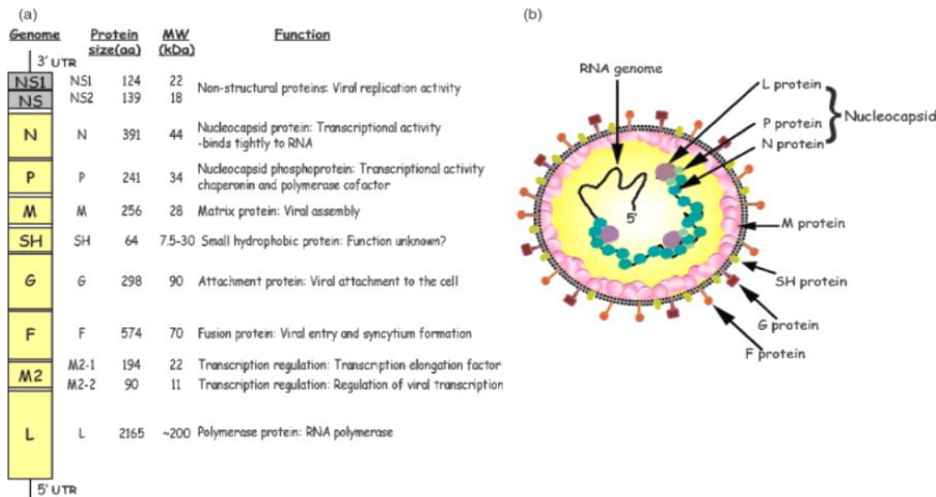 (a)
Genome Protein size(aa) MW (kDa) Function
3' UTR
NS1 NS1 124 22 Non-structural proteins: Viral replication activity
NS NS2 139 18
N N 391 44 Nucleocapsid protein: Transcriptional activity
-binds tightly to RNA
P P 241 34 Nucleocapsid phosphoprotein: Transcriptional activity
chaperonin and polymerase cofactor
M M 256 28 Matrix protein: Viral assembly
SH SH 64 7.5-30 Small hydrophobic protein: Function unknown?
G G 298 90 Attachment protein: Viral attachment to the cell
F F 574 70 Fusion protein: Viral entry and syncytium formation
M2 M2-1 194 22 Transcription regulation: Transcription elongation factor
M2-2 90 11 Transcription regulation: Regulation of viral transcription
L L 2165 ~200 Polymerase protein: RNA polymerase
5' UTR
(b)
RNA genome
L protein
P protein
N protein
Nucleocapsid
5'
M protein
SH protein
G protein
F protein